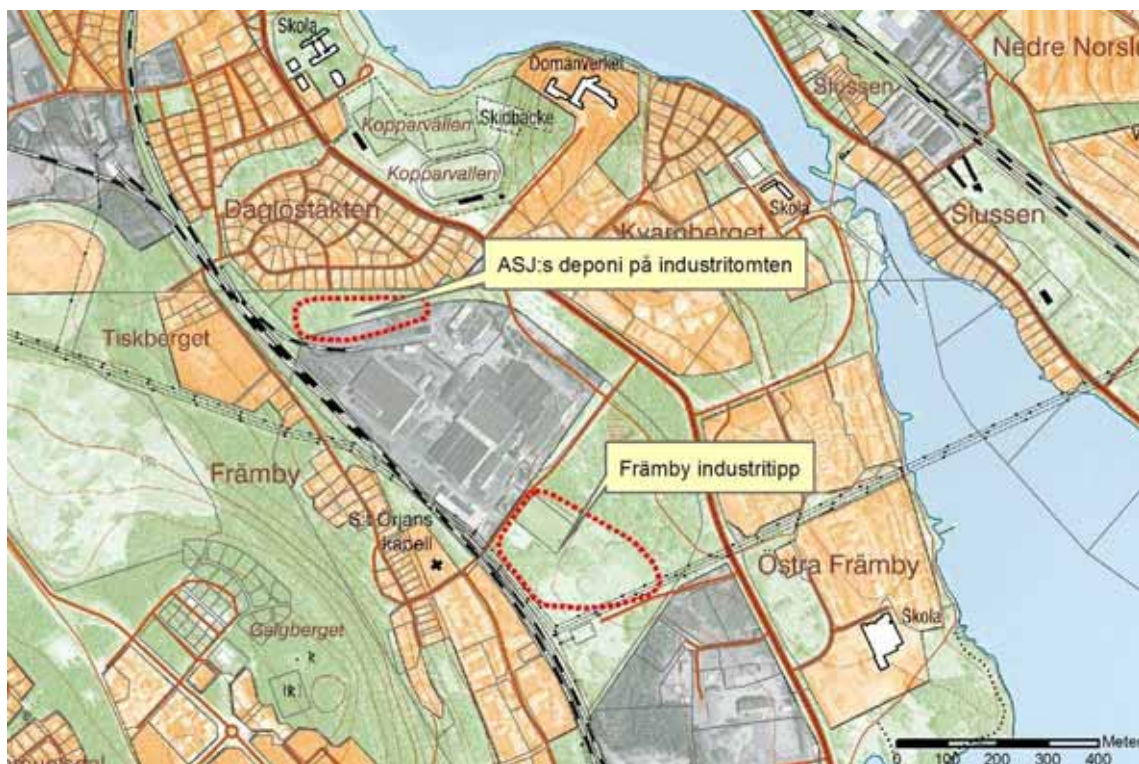 Skola
Domänverket
Nedre Norsle
Slussen
Kopparvallen
Skidbacke
Kopparvallen
Skola
Slussen
Daglöstäkten
Kvarnberget
ASJ:s deponi på industritomten
Tiskberget
Främby industritipp
Främby
S:t Örjans
kapell
Östra Främby
Skola
Galgberget
Meter
0 100 200 300 400